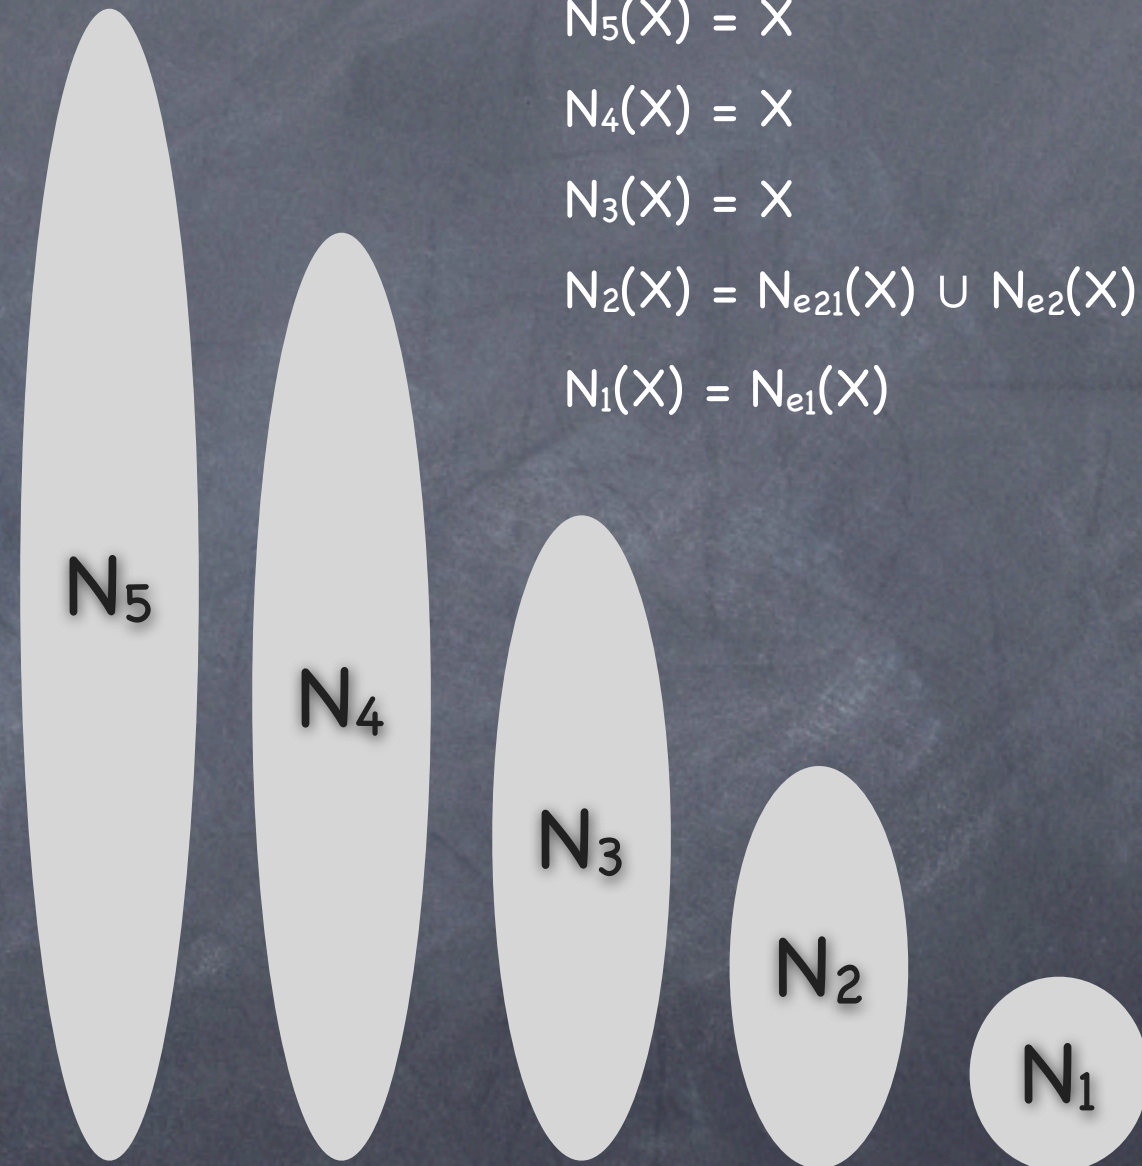 N₅(X) = X
N₄(X) = X
N₃(X) = X
N₂(X) = Nₑ₂₁(X) ∪ Nₑ₂(X)
N₁(X) = Nₑ₁(X)
N₅
N₄
N₃
N₂
N₁